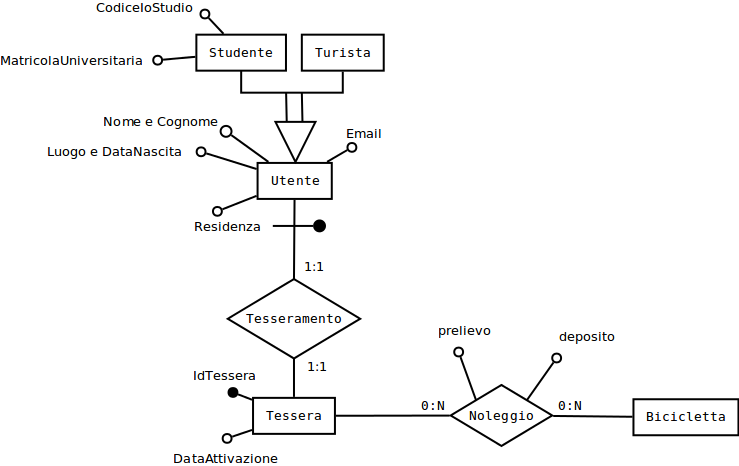 CodiceIoStudio
Studente
Turista
MatricolaUniversitaria
Nome e Cognome
Email
Luogo e DataNascita
Utente
Residenza
1:1
Tesseramento
prelievo
deposito
1:1
IdTessera
0:N
0:N
Tessera
Noleggio
Bicicletta
DataAttivazione